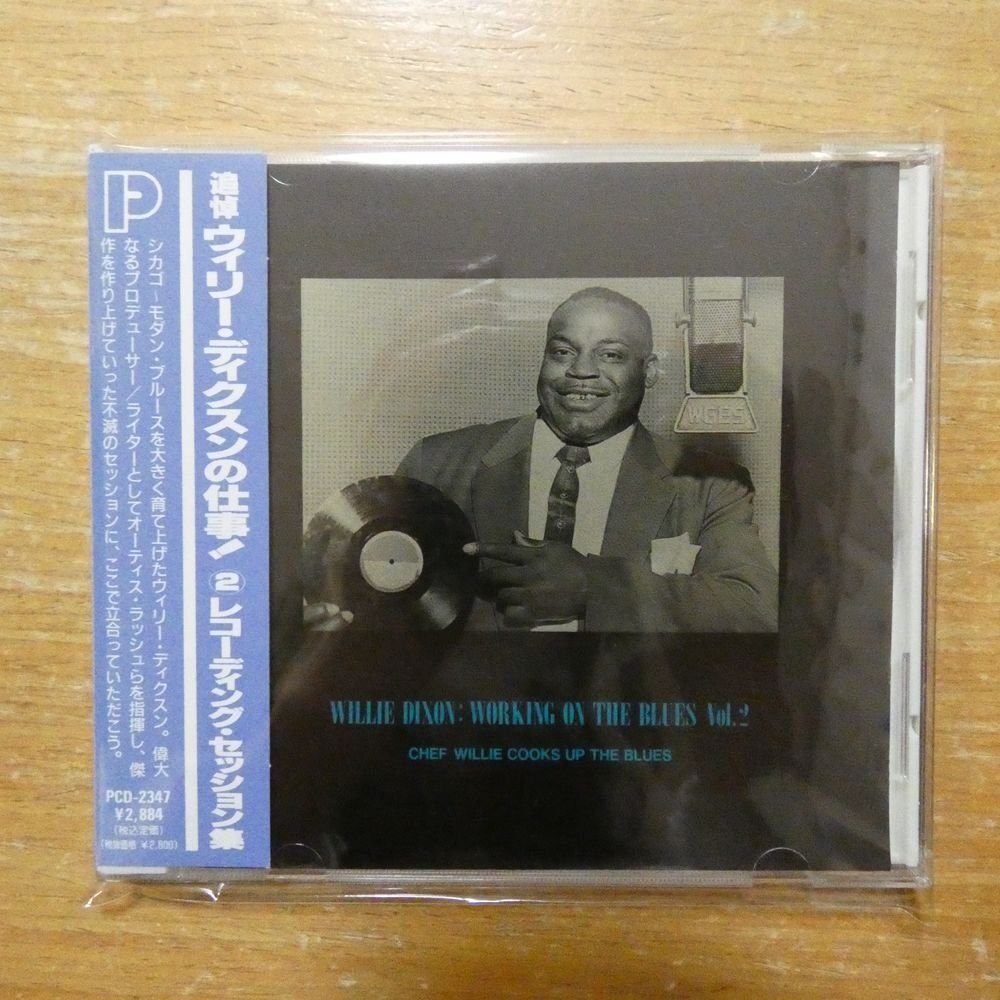 追悼・ウィリー・ディクスンの仕事! ②レコーディング・セッション集
シカゴ〜モダン・ブルースを大きく育て上げたウィリー・ディクスン。偉大
なるプロデューサー/ライターとしてオーティス・ラッシュらを指揮し、傑
作を作り上げていった不滅のセッションに、ここで立合っていただこう。
PCD-2347
¥2,884
(税込定価)
(税抜価格 ¥2,800)
WGES
WILLIE DIXON: WORKING ON THE BLUES Vol.2
CHEF WILLIE COOKS UP THE BLUES